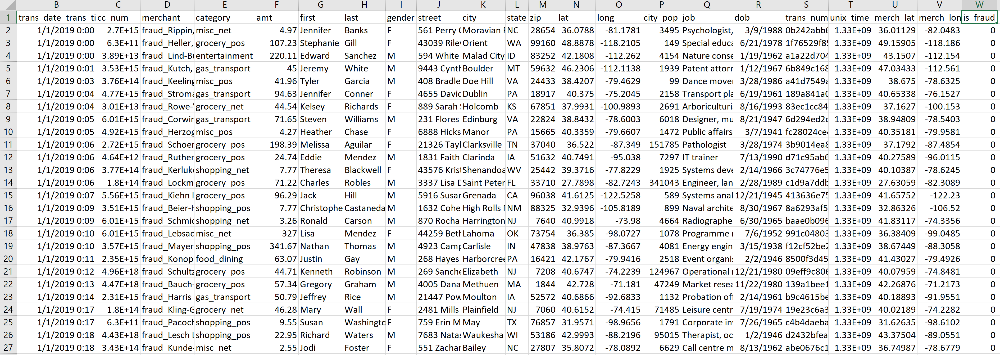 B C D E F G H I J K L M N O P Q R S T U V W
1 trans_date_trans_ti cc_num merchant category amt first last gender street city state zip lat long city_pop job dob trans_num unix_time merch_lat merch_lon is_fraud
2 1/1/2019 0:00 2.7E+15 fraud_Rippin, misc_net 4.97 Jennifer Banks F 561 Perry Moravian NC 28654 36.0788 -81.1781 3495 Psychologist, 3/9/1988 0b242abb6 1.33E+09 36.01129 -82.0483 0
3 1/1/2019 0:00 6.3E+11 fraud_Heller, grocery_pos 107.23 Stephanie Gill F 43039 Riley Orient WA 99160 48.8878 -118.2105 149 Special educa 6/21/1978 1f76529f85 1.33E+09 49.15905 -118.186 0
4 1/1/2019 0:00 3.89E+13 fraud_Lind-Bu entertainment 220.11 Edward Sanchez M 594 White Malad City ID 83252 42.1808 -112.262 4154 Nature conse 1/19/1962 a1a22d704 1.33E+09 43.1507 -112.154 0
5 1/1/2019 0:01 3.53E+15 fraud_Kutch, gas_transport 45 Jeremy White M 9443 Cynth Boulder MT 59632 46.2306 -112.1138 1939 Patent attorn 1/12/1967 6b849c168 1.33E+09 47.03433 -112.561 0
6 1/1/2019 0:03 3.76E+14 fraud_Keeling misc_pos 41.96 Tyler Garcia M 408 Bradle Doe Hill VA 24433 38.4207 -79.4629 99 Dance mover 3/28/1986 a41d7549a 1.33E+09 38.675 -78.6325 0
7 1/1/2019 0:04 4.77E+15 fraud_Stroma gas_transport 94.63 Jennifer Conner F 4655 David Dublin PA 18917 40.375 -75.2045 2158 Transport pla 6/19/1961 189a841a0 1.33E+09 40.65338 -76.1527 0
8 1/1/2019 0:04 3.01E+13 fraud_Rowe- grocery_net 44.54 Kelsey Richards F 889 Sarah Holcomb KS 67851 37.9931 -100.9893 2691 Arboriculturi 8/16/1993 83ec1cc84 1.33E+09 37.1627 -100.153 0
9 1/1/2019 0:05 6.01E+15 fraud_Corwin gas_transport 71.65 Steven Williams M 231 Flores Edinburg VA 22824 38.8432 -78.6003 6018 Designer, mu 8/21/1947 6d294ed2c 1.33E+09 38.94809 -78.5403 0
10 1/1/2019 0:05 4.92E+15 fraud_Herzog misc_pos 4.27 Heather Chase F 6888 Hicks Manor PA 15665 40.3359 -79.6607 1472 Public affairs 3/7/1941 fc28024ce4 1.33E+09 40.35181 -79.9581 0
11 1/1/2019 0:06 2.72E+15 fraud_Schoen grocery_pos 198.39 Melissa Aguilar F 21326 Tayl Clarksville TN 37040 36.522 -87.349 151785 Pathologist 3/28/1974 3b9014ea8 1.33E+09 37.1792 -87.4854 0
12 1/1/2019 0:06 4.64E+12 fraud_Ruther grocery_pos 24.74 Eddie Mendez M 1831 Faith Clarinda IA 51632 40.7491 -95.038 7297 IT trainer 7/13/1990 d71c95ab6 1.33E+09 40.27589 -96.0115 0
13 1/1/2019 0:06 3.77E+14 fraud_Kerluke shopping_net 7.77 Theresa Blackwell F 43576 Krist Shenandoa WV 25442 39.3716 -77.8229 1925 Systems deve 2/14/1966 3c74776e5 1.33E+09 40.10387 -78.6245 0
14 1/1/2019 0:06 1.8E+14 fraud_Lockm grocery_pos 71.22 Charles Robles M 3337 Lisa Saint Peter FL 33710 27.7898 -82.7243 341043 Engineer, lan 2/28/1989 c1d9a7ddb 1.33E+09 27.63059 -82.3089 0
15 1/1/2019 0:07 5.56E+15 fraud_Kiehn grocery_pos 96.29 Jack Hill M 5916 Susan Grenada CA 96038 41.6125 -122.5258 589 Systems anal 12/21/1945 413636e75 1.33E+09 41.65752 -122.23 0
16 1/1/2019 0:09 3.51E+15 fraud_Beier-H shopping_pos 7.77 Christophe Castaneda M 1632 Cohe High Rolls NM 88325 32.9396 -105.8189 899 Naval archite 8/30/1967 8a6293af5 1.33E+09 32.86326 -106.52 0
17 1/1/2019 0:09 6.01E+15 fraud_Schmid shopping_net 3.26 Ronald Carson M 870 Rocha Harrington NJ 7640 40.9918 -73.98 4664 Radiographe 6/30/1965 baae0b096 1.33E+09 41.83117 -74.3356 0
18 1/1/2019 0:10 6.01E+15 fraud_Lebsac misc_net 327 Lisa Mendez F 44259 Beth Lahoma OK 73754 36.385 -98.0727 1078 Programme 7/6/1952 991c04803 1.33E+09 36.38409 -99.0485 0
19 1/1/2019 0:10 3.57E+15 fraud_Mayer shopping_pos 341.67 Nathan Thomas M 4923 Camp Carlisle IN 47838 38.9763 -87.3667 4081 Energy engin 3/15/1938 f12cf52be2 1.33E+09 38.67449 -88.3058 0
20 1/1/2019 0:11 2.35E+15 fraud_Konop food_dining 63.07 Justin Gay M 268 Hayes Harborcree PA 16421 42.1767 -79.9416 2518 Event organis 2/2/1946 8500f3d45 1.33E+09 41.43027 -79.4926 0
21 1/1/2019 0:12 4.96E+18 fraud_Schultz grocery_pos 44.71 Kenneth Robinson M 269 Sanche Elizabeth NJ 7208 40.6747 -74.2239 124967 Operational 12/21/1980 09eff9c806 1.33E+09 40.07959 -74.8481 0
22 1/1/2019 0:13 4.47E+18 fraud_Bauch- grocery_pos 57.34 Gregory Graham M 4005 Dana Methuen MA 1844 42.728 -71.181 47249 Market resea 11/22/1980 139a1bee1 1.33E+09 42.26876 -71.2173 0
23 1/1/2019 0:14 2.31E+15 fraud_Harris gas_transport 50.79 Jeffrey Rice M 21447 Pow Moulton IA 52572 40.6866 -92.6833 1132 Probation off 2/14/1961 b9c4615be 1.33E+09 40.18893 -91.9551 0
24 1/1/2019 0:17 1.8E+14 fraud_Kling-G grocery_net 46.28 Mary Wall F 2481 Mills Plainfield NJ 7060 40.6152 -74.415 71485 Leisure centr 7/19/1974 19e23c6a3 1.33E+09 40.02189 -74.2282 0
25 1/1/2019 0:17 6.3E+11 fraud_Pacoch shopping_pos 9.55 Susan Washingto F 759 Erin M May TX 76857 31.9571 -98.9656 1791 Corporate inv 7/26/1965 c4b4daeba 1.33E+09 31.62635 -98.6102 0
26 1/1/2019 0:18 4.43E+18 fraud_Lesch L shopping_pos 22.95 Richard Waters M 7683 Natas Waukesha WI 53186 42.9993 -88.2196 95015 Therapist, oc 1/2/1946 d2432bfea 1.33E+09 43.37504 -89.0551 0
27 1/1/2019 0:18 3.43E+14 fraud_Kunde- misc_net 2.55 Jodi Foster F 551 Zachar Bailey NC 27807 35.8072 -78.0892 6629 Call centre m 8/13/1962 abe0676c1 1.33E+09 36.74987 -78.6779 0